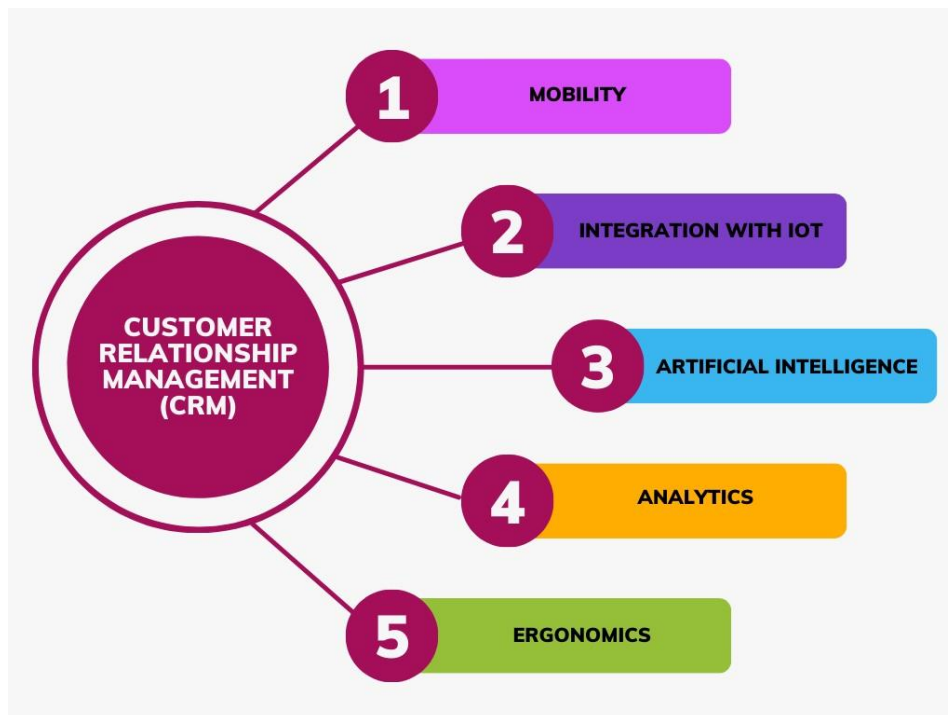 1
MOBILITY
2
INTEGRATION WITH IOT
CUSTOMER
RELATIONSHIP
MANAGEMENT
(CRM)
3
ARTIFICIAL INTELLIGENCE
4
ANALYTICS
5
ERGONOMICS